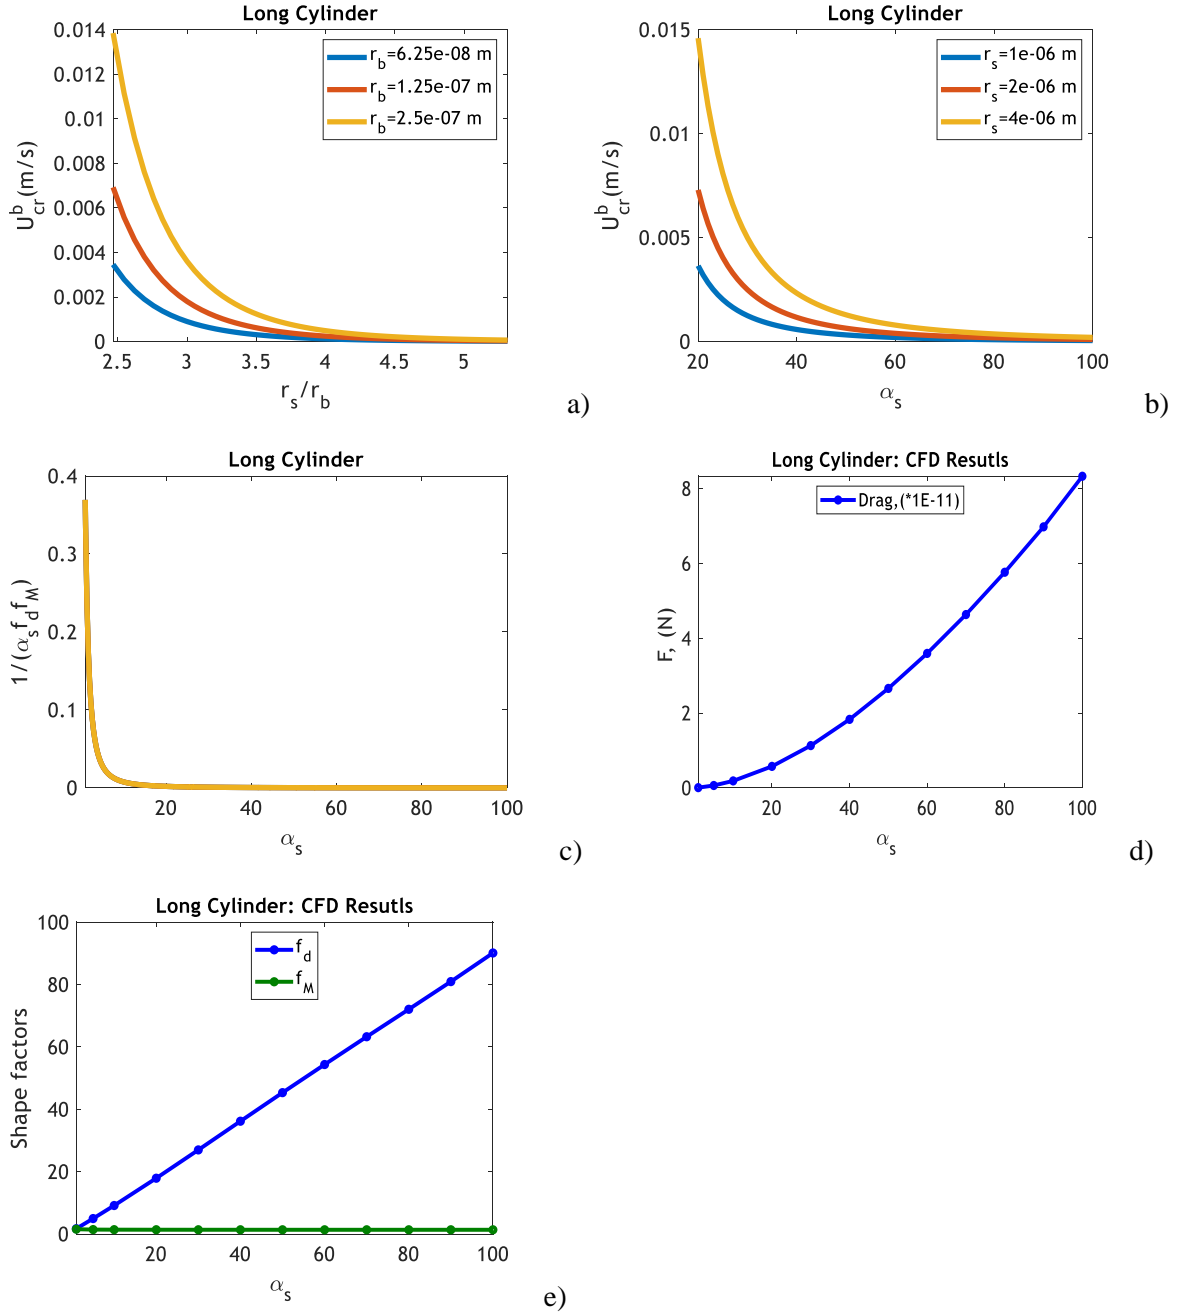 Long Cylinder
0.014
0.012
0.01
0.008
0.006
0.004
0.002
0
U_cr^b(m/s)
r_b=6.25e-08 m
r_b=1.25e-07 m
r_b=2.5e-07 m
2.5 3 3.5 4 4.5 5
r_s/r_b
a)
Long Cylinder
0.015
0.01
0.005
0
U_cr^b(m/s)
r_s=1e-06 m
r_s=2e-06 m
r_s=4e-06 m
20 40 60 80 100
α_s
b)
Long Cylinder
0.4
0.3
0.2
0.1
0
1/(α_s f_d f_M)
20 40 60 80 100
α_s
c)
Long Cylinder: CFD Resutls
8
6
4
2
0
F, (N)
Drag,(*1E-11)
20 40 60 80 100
α_s
d)
Long Cylinder: CFD Resutls
100
80
60
40
20
0
Shape factors
f_d
f_M
20 40 60 80 100
α_s
e)